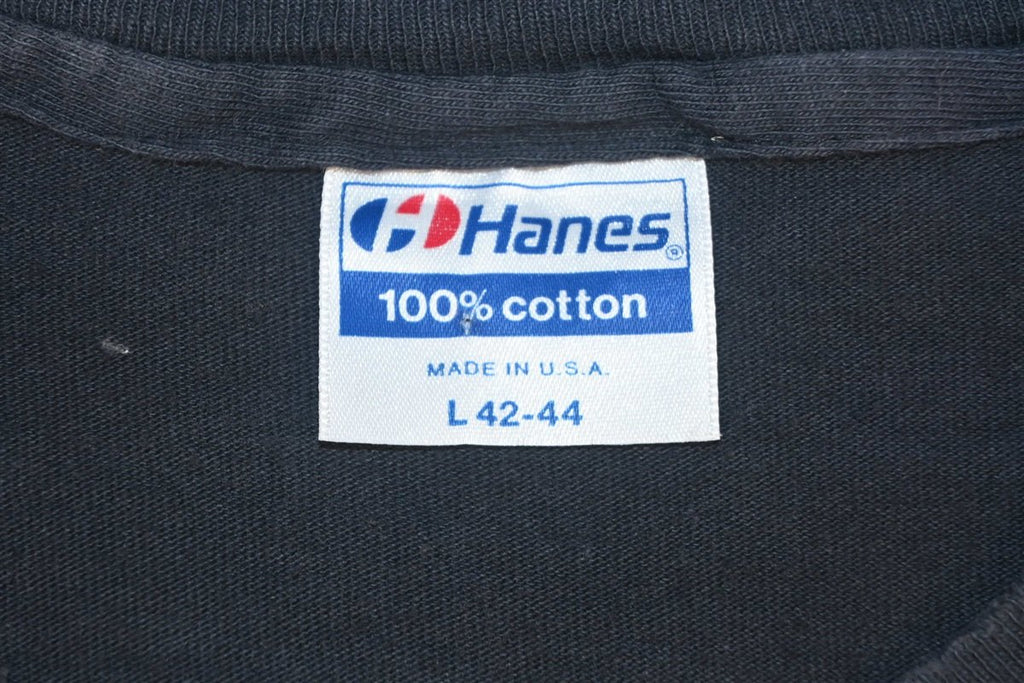 Hanes®
100% cotton
MADE IN U.S.A.
L 42-44